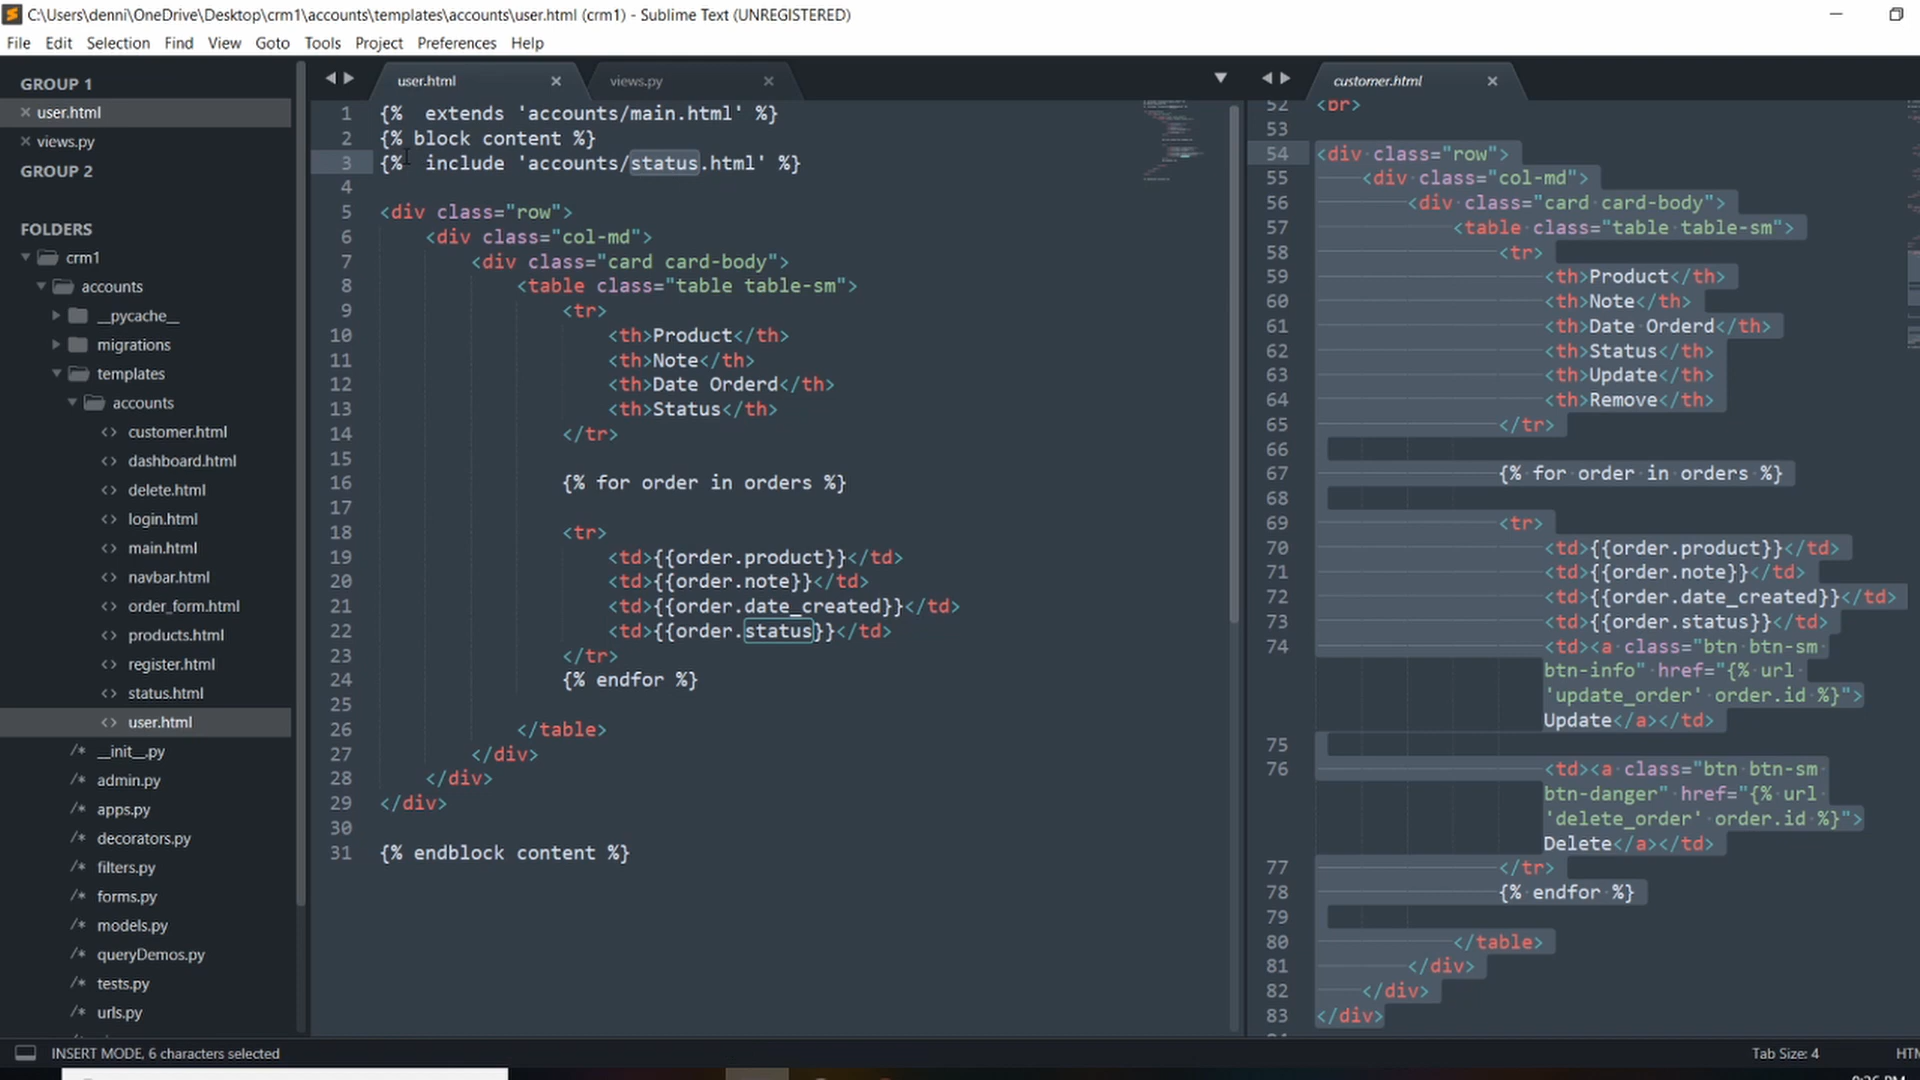 C:\Users\denni\OneDrive\Desktop\crm1\accounts\templates\accounts\user.html (crm1) - Sublime Text (UNREGISTERED)
File Edit Selection Find View Goto Tools Project Preferences Help
GROUP 1
user.html
views.py
GROUP 2
FOLDERS
crm1
accounts
__pycache__
migrations
templates
accounts
customer.html
dashboard.html
delete.html
login.html
main.html
navbar.html
order_form.html
products.html
register.html
status.html
user.html
__init__.py
admin.py
apps.py
decorators.py
filters.py
forms.py
models.py
queryDemos.py
tests.py
urls.py
user.html views.py
1 {%  extends 'accounts/main.html' %}
2 {% block content %}
3 {%  include 'accounts/status.html' %}
4
5 <div class="row">
6 <div class="col-md">
7 <div class="card card-body">
8 <table class="table table-sm">
9 <tr>
10 <th>Product</th>
11 <th>Note</th>
12 <th>Date Orderd</th>
13 <th>Status</th>
14 </tr>
15
16 {% for order in orders %}
17
18 <tr>
19 <td>{{order.product}}</td>
20 <td>{{order.note}}</td>
21 <td>{{order.date_created}}</td>
22 <td>{{order.status}}</td>
23 </tr>
24 {% endfor %}
25
26 </table>
27 </div>
28 </div>
29 </div>
30
31 {% endblock content %}
customer.html
52 <br>
53
54 <div class="row">
55 <div class="col-md">
56 <div class="card card-body">
57 <table class="table table-sm">
58 <tr>
59 <th>Product</th>
60 <th>Note</th>
61 <th>Date Orderd</th>
62 <th>Status</th>
63 <th>Update</th>
64 <th>Remove</th>
65 </tr>
66
67 {% for order in orders %}
68
69 <tr>
70 <td>{{order.product}}</td>
71 <td>{{order.note}}</td>
72 <td>{{order.date_created}}</td>
73 <td>{{order.status}}</td>
74 <td><a class="btn btn-sm
btn-info" href="{% url
'update_order' order.id %}">
Update</a></td>
75
76 <td><a class="btn btn-sm
btn-danger" href="{% url
'delete_order' order.id %}">
Delete</a></td>
77 </tr>
78 {% endfor %}
79
80 </table>
81 </div>
82 </div>
83 </div>
INSERT MODE, 6 characters selected
Tab Size: 4